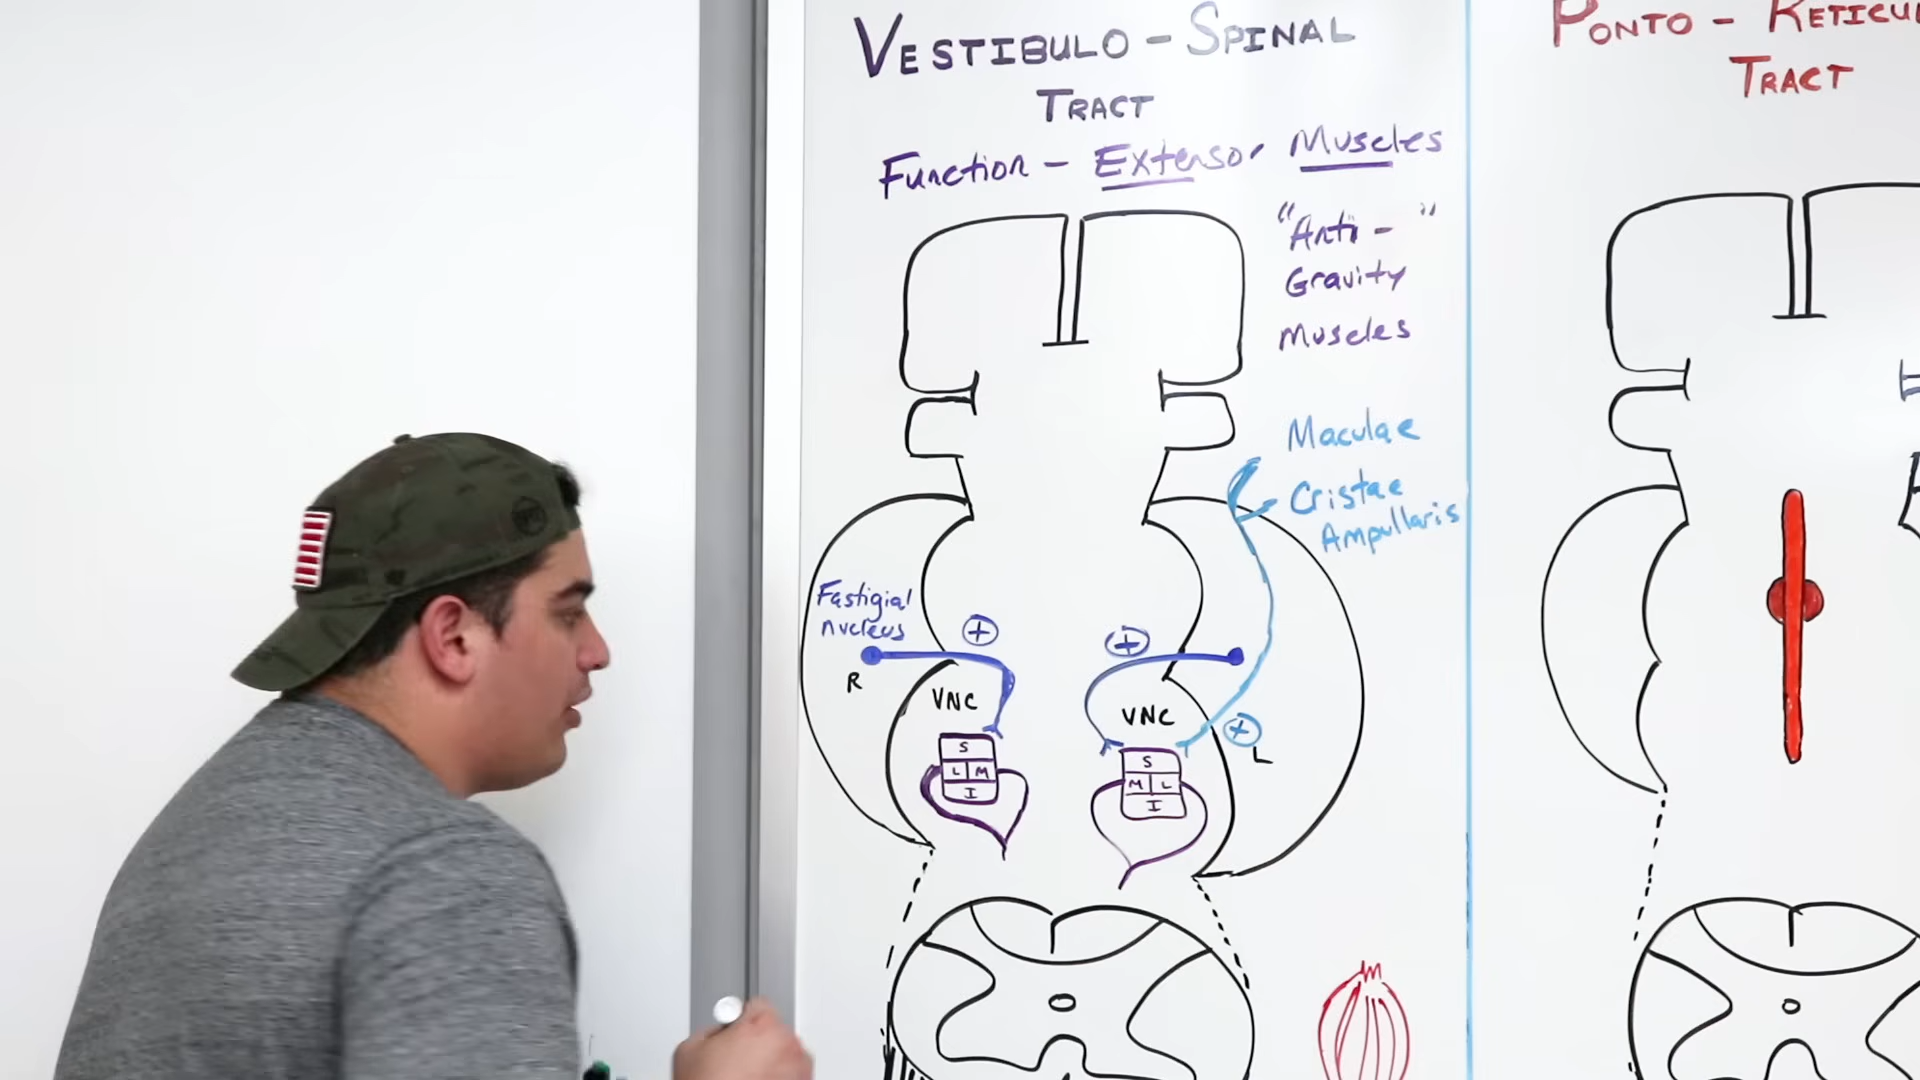 VESTIBULO - SPINAL
TRACT
Function - Extensor Muscles
"Anti - "
Gravity
Muscles
Maculae
Cristae
Ampullaris
Fastigial
nucleus
+
+
R
VNC
VNC
+
L
S
L M
I
S
M L
I
PONTO - RETICU
TRACT